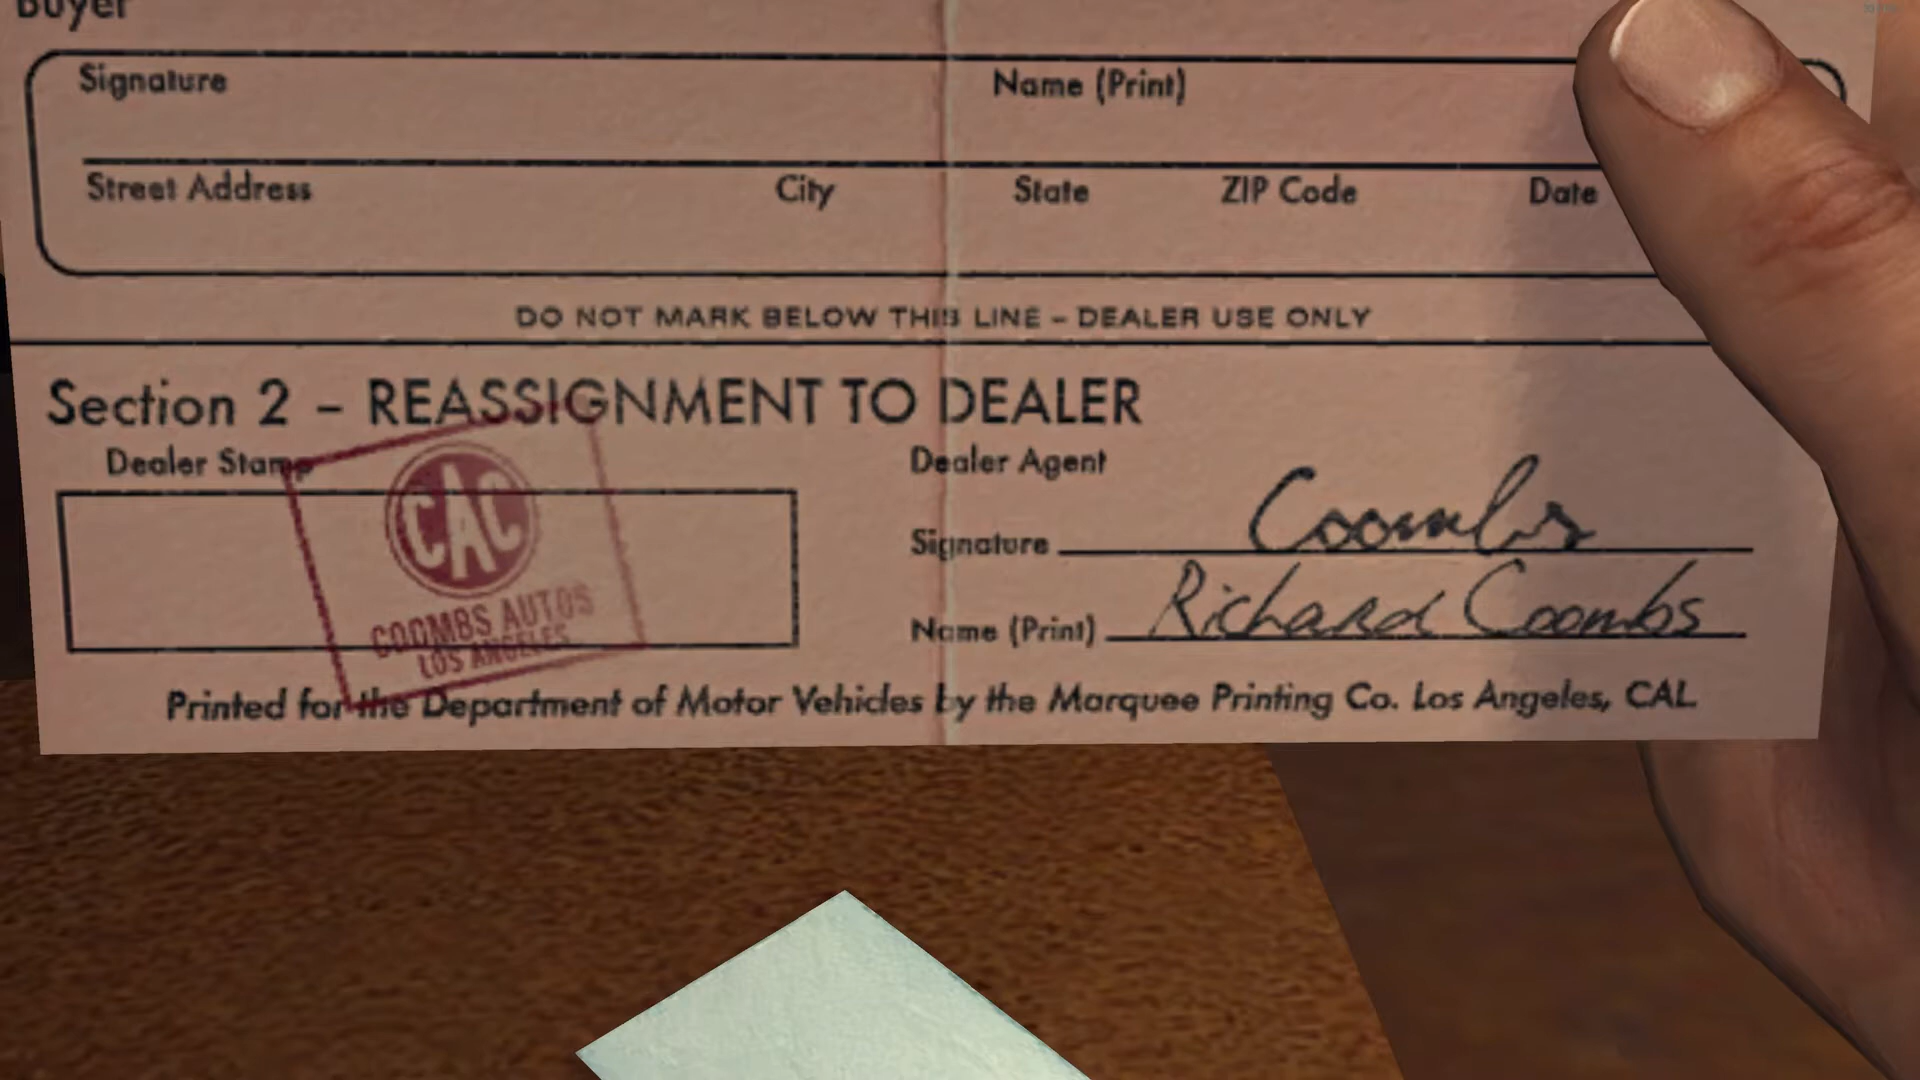 Buyer
Signature Name (Print)
Street Address City State ZIP Code Date
DO NOT MARK BELOW THIS LINE – DEALER USE ONLY
Section 2 – REASSIGNMENT TO DEALER
Dealer Stamp Dealer Agent
CAC
COOMBS AUTOS
LOS ANGELES
Signature Coombs
Name (Print) Richard Coombs
Printed for the Department of Motor Vehicles by the Marquee Printing Co. Los Angeles, CAL